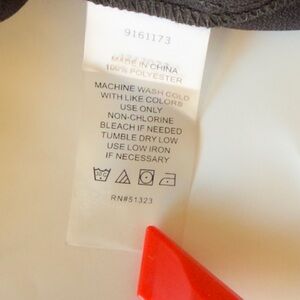 9161173
MADE IN CHINA
100% POLYESTER
MACHINE WASH COLD
WITH LIKE COLORS
USE ONLY
NON-CHLORINE
BLEACH IF NEEDED
TUMBLE DRY LOW
USE LOW IRON
IF NECESSARY
RN#51323